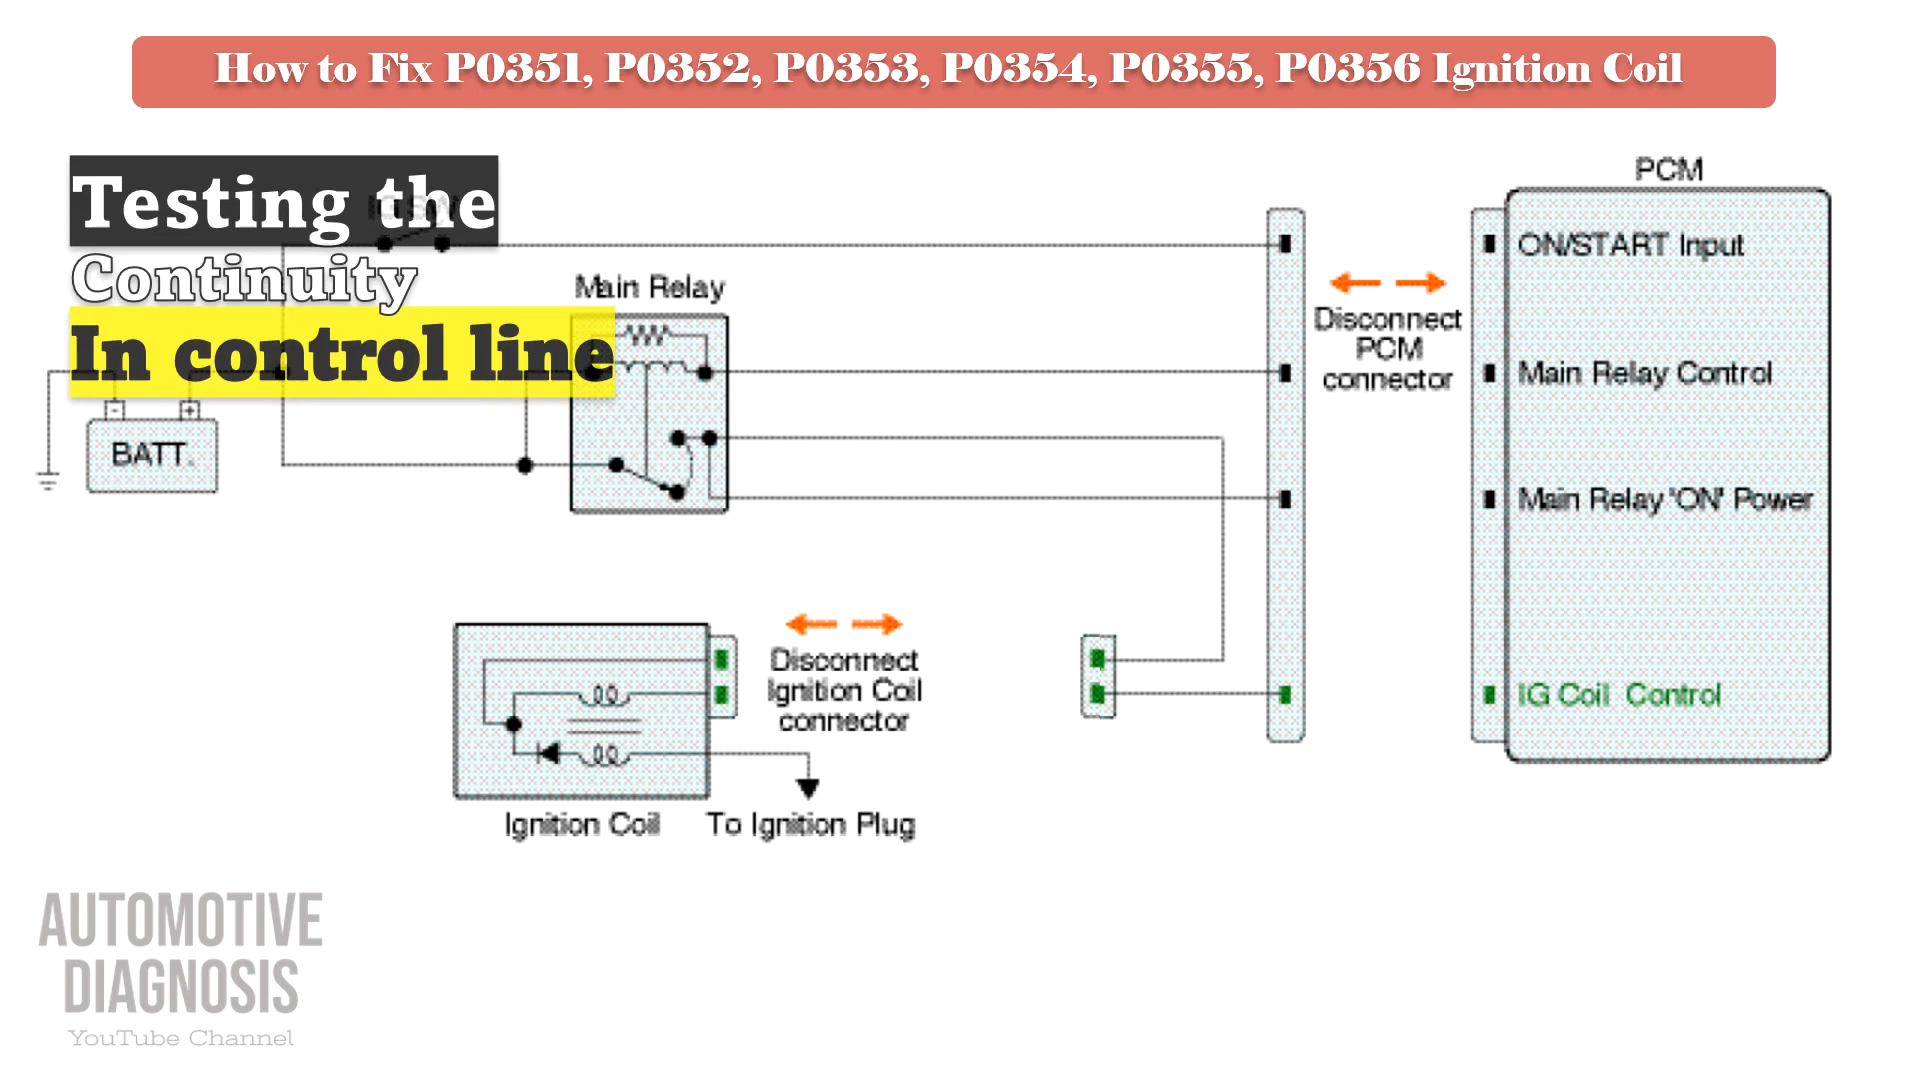 How to Fix P0351, P0352, P0353, P0354, P0355, P0356 Ignition Coil
Testing the
Continuity
In control line
IG SW
Main Relay
- +
BATT.
PCM
ON/START Input
Disconnect
PCM
connector
Main Relay Control
Main Relay 'ON' Power
Disconnect
Ignition Coil
connector
IG Coil Control
Ignition Coil
To Ignition Plug
AUTOMOTIVE
DIAGNOSIS
YouTube Channel